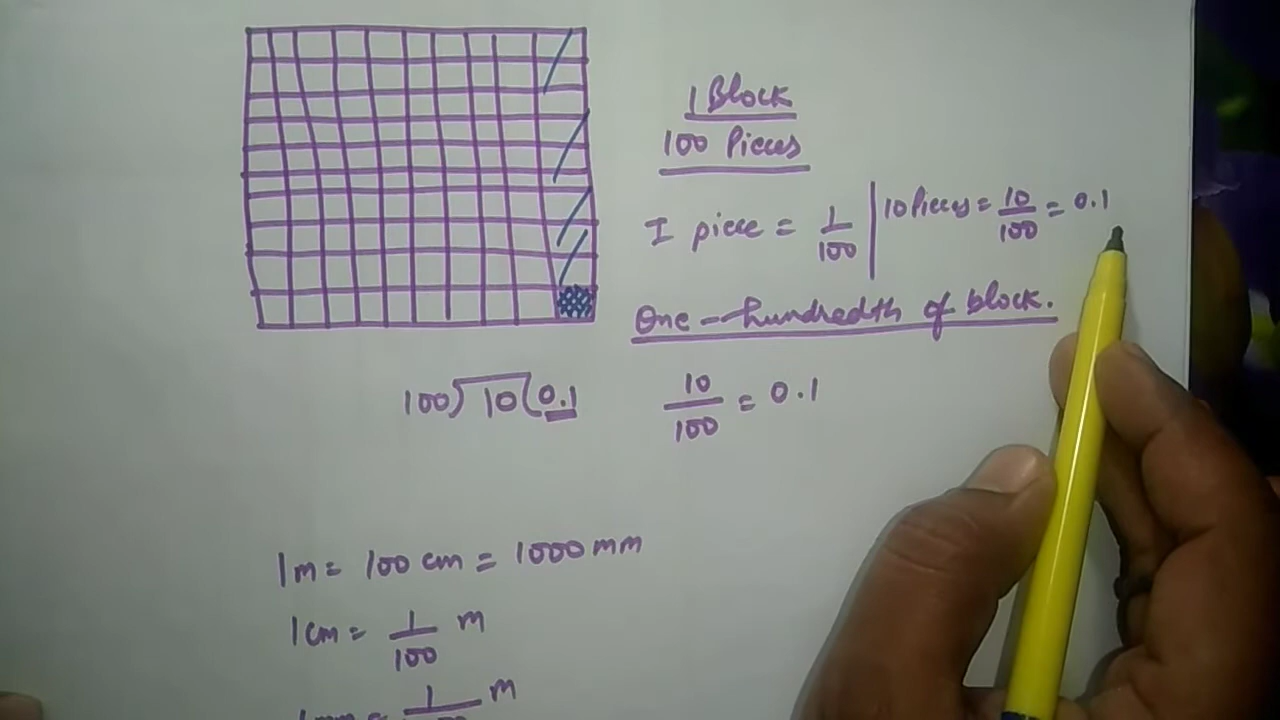 1 Block
100 Pieces
I piece = 1/100 | 10 Pieces = 10/100 = 0.1
One-hundredth of block.
100) 10 (0.1
10/100 = 0.1
1m = 100 cm = 1000 mm
1cm = 1/100 m
1mm = 1/ m